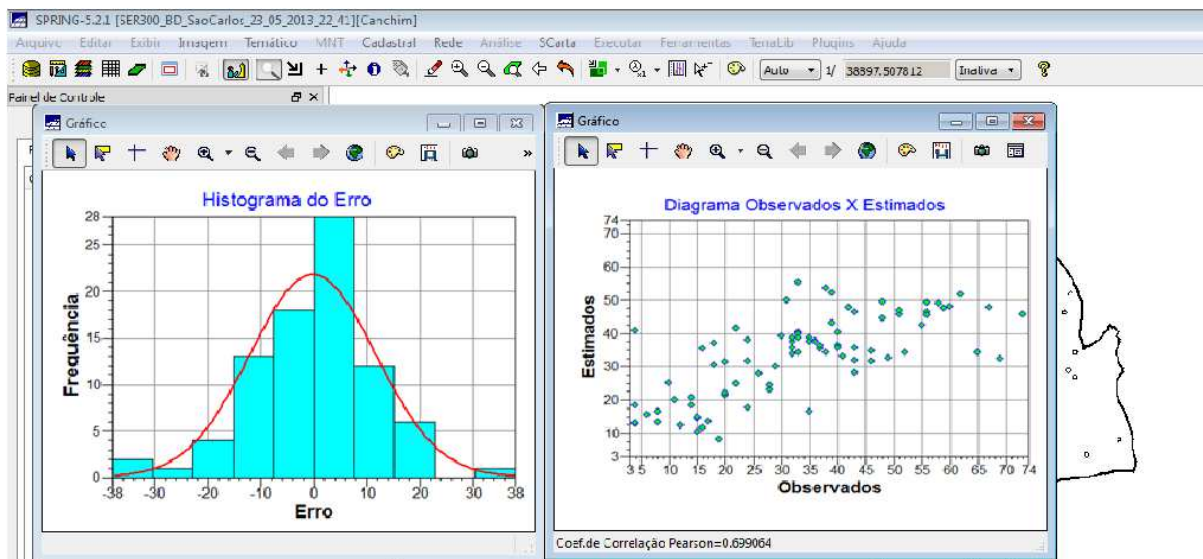 SPRING-5.2.1 [SER300_BD_SaoCarlos_23_05_2013_22_41][Canchim]
Arquivo Editar Exibir Imagem Temático MNT Cadastral Rede Análise SCarta Executar Ferramentas TerraLib Plugins Ajuda
Auto 1/ 38897.507812 Inativa
Painel de Controle
Gráfico
Histograma do Erro
Frequência
28
25
20
15
10
5
0
-38 -30 -20 -10 0 10 20 30 38
Erro
Gráfico
Diagrama Observados X Estimados
Estimados
74
70
60
50
40
30
20
10
3
3 5 10 15 20 25 30 35 40 45 50 55 60 65 70 74
Observados
Coef.de Correlação Pearson=0.699064